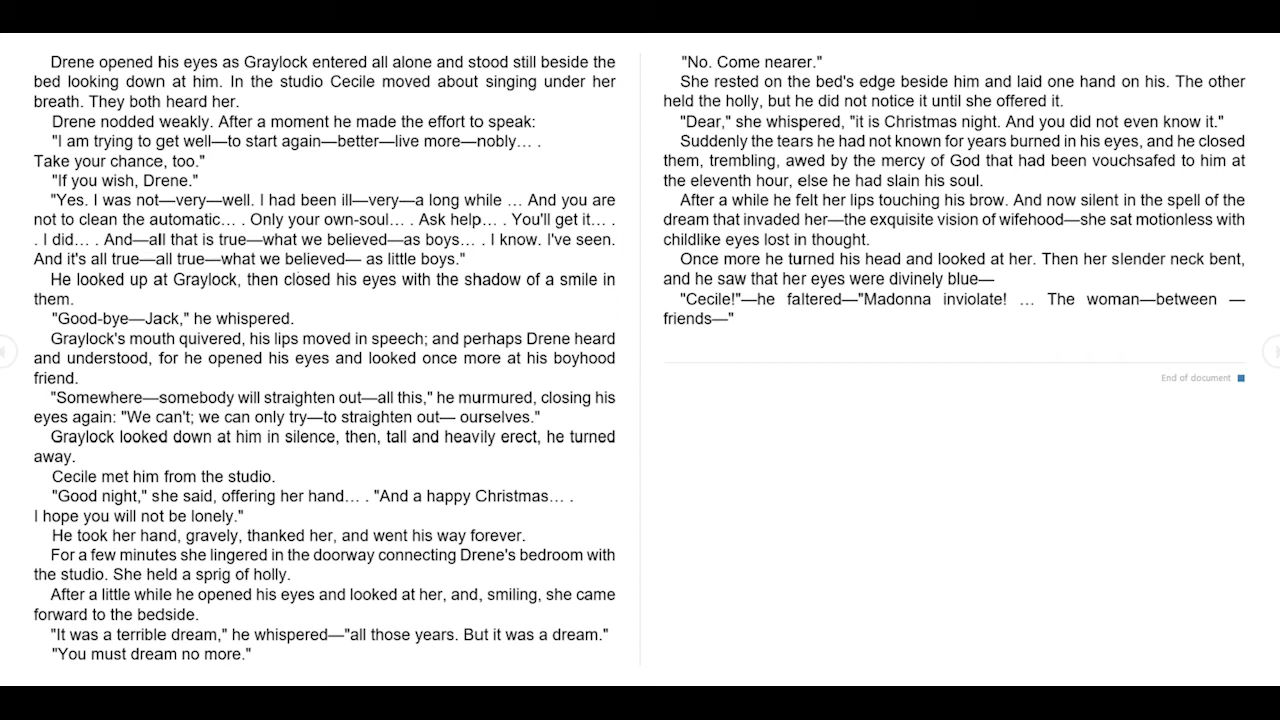 Drene opened his eyes as Graylock entered all alone and stood still beside the
bed looking down at him. In the studio Cecile moved about singing under her
breath. They both heard her.
Drene nodded weakly. After a moment he made the effort to speak:
"I am trying to get well—to start again—better—live more—nobly… .
Take your chance, too."
"If you wish, Drene."
"Yes. I was not—very—well. I had been ill—very—a long while … And you are
not to clean the automatic… . Only your own-soul… . Ask help… . You'll get it… .
. I did… . And—all that is true—what we believed—as boys… . I know. I've seen.
And it's all true—all true—what we believed— as little boys."
He looked up at Graylock, then closed his eyes with the shadow of a smile in
them.
"Good-bye—Jack," he whispered.
Graylock's mouth quivered, his lips moved in speech; and perhaps Drene heard
and understood, for he opened his eyes and looked once more at his boyhood
friend.
"Somewhere—somebody will straighten out—all this," he murmured, closing his
eyes again: "We can't; we can only try—to straighten out— ourselves."
Graylock looked down at him in silence, then, tall and heavily erect, he turned
away.
Cecile met him from the studio.
"Good night," she said, offering her hand… . "And a happy Christmas… .
I hope you will not be lonely."
He took her hand, gravely, thanked her, and went his way forever.
For a few minutes she lingered in the doorway connecting Drene's bedroom with
the studio. She held a sprig of holly.
After a little while he opened his eyes and looked at her, and, smiling, she came
forward to the bedside.
"It was a terrible dream," he whispered—"all those years. But it was a dream."
"You must dream no more."
"No. Come nearer."
She rested on the bed's edge beside him and laid one hand on his. The other
held the holly, but he did not notice it until she offered it.
"Dear," she whispered, "it is Christmas night. And you did not even know it."
Suddenly the tears he had not known for years burned in his eyes, and he closed
them, trembling, awed by the mercy of God that had been vouchsafed to him at
the eleventh hour, else he had slain his soul.
After a while he felt her lips touching his brow. And now silent in the spell of the
dream that invaded her—the exquisite vision of wifehood—she sat motionless with
childlike eyes lost in thought.
Once more he turned his head and looked at her. Then her slender neck bent,
and he saw that her eyes were divinely blue—
"Cecile!"—he faltered—"Madonna inviolate! … The woman—between —
friends—"
End of document